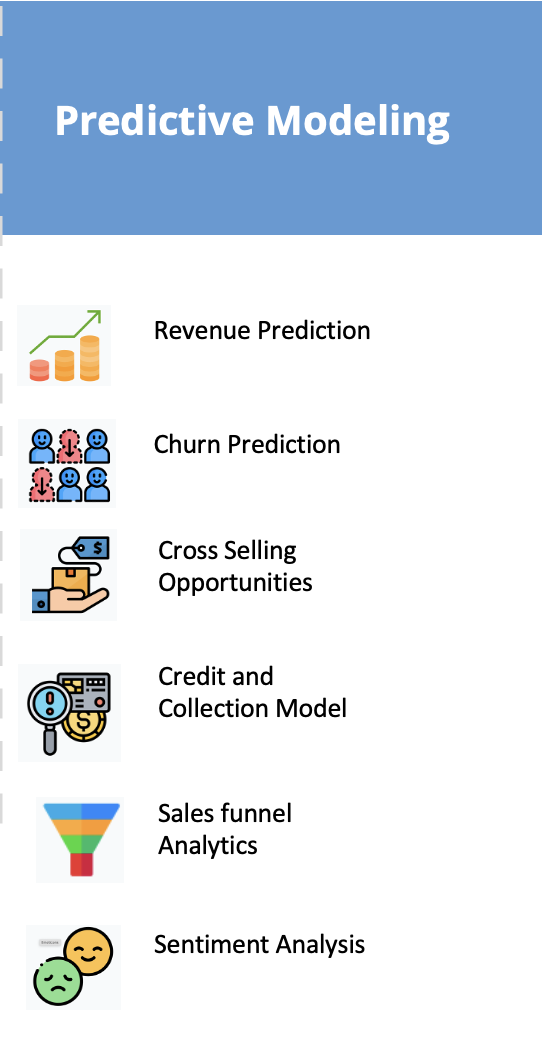 Predictive Modeling
Revenue Prediction
Churn Prediction
Cross Selling
Opportunities
Credit and
Collection Model
Sales funnel
Analytics
Sentiment Analysis